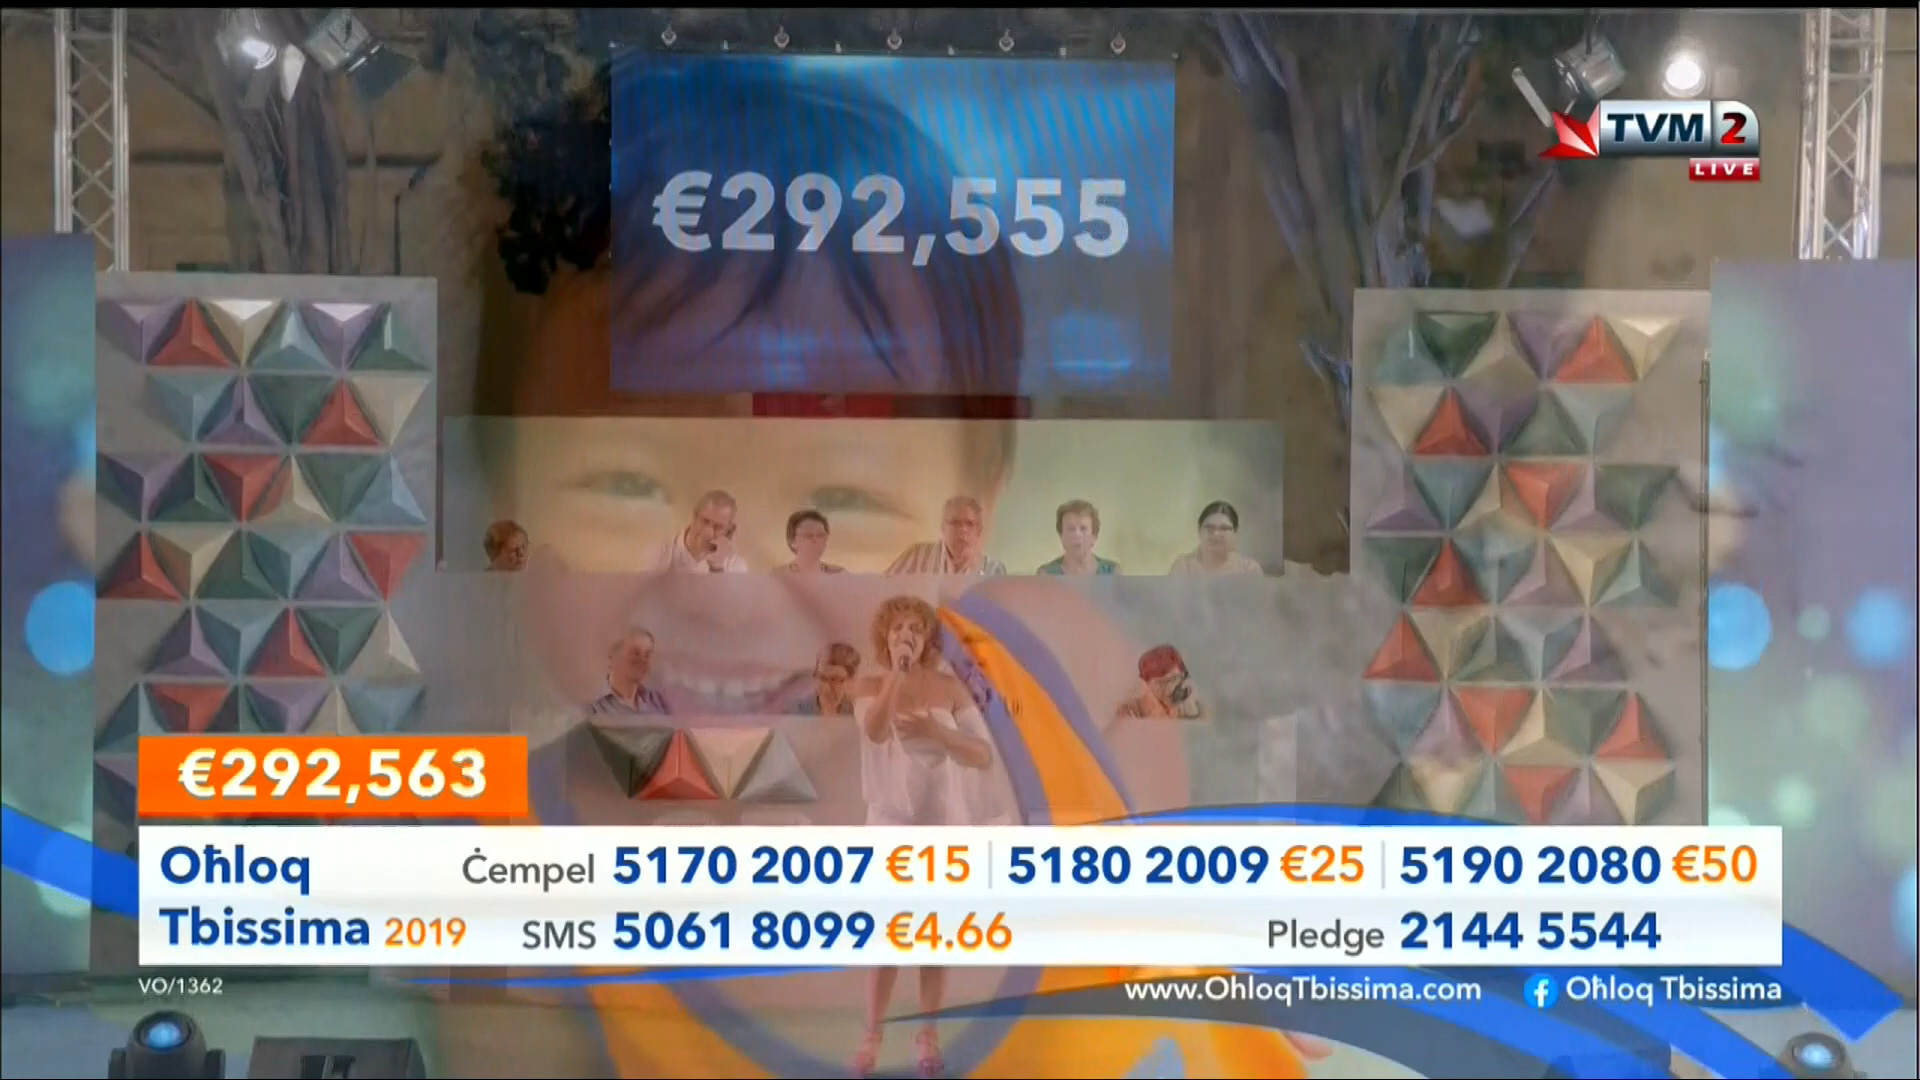 €292,555
TVM 2
LIVE
€292,563
Oħloq Tbissima 2019
Ċempel 5170 2007 €15 | 5180 2009 €25 | 5190 2080 €50
SMS 5061 8099 €4.66
Pledge 2144 5544
VO/1362
www.OhloqTbissima.com
f Oħloq Tbissima